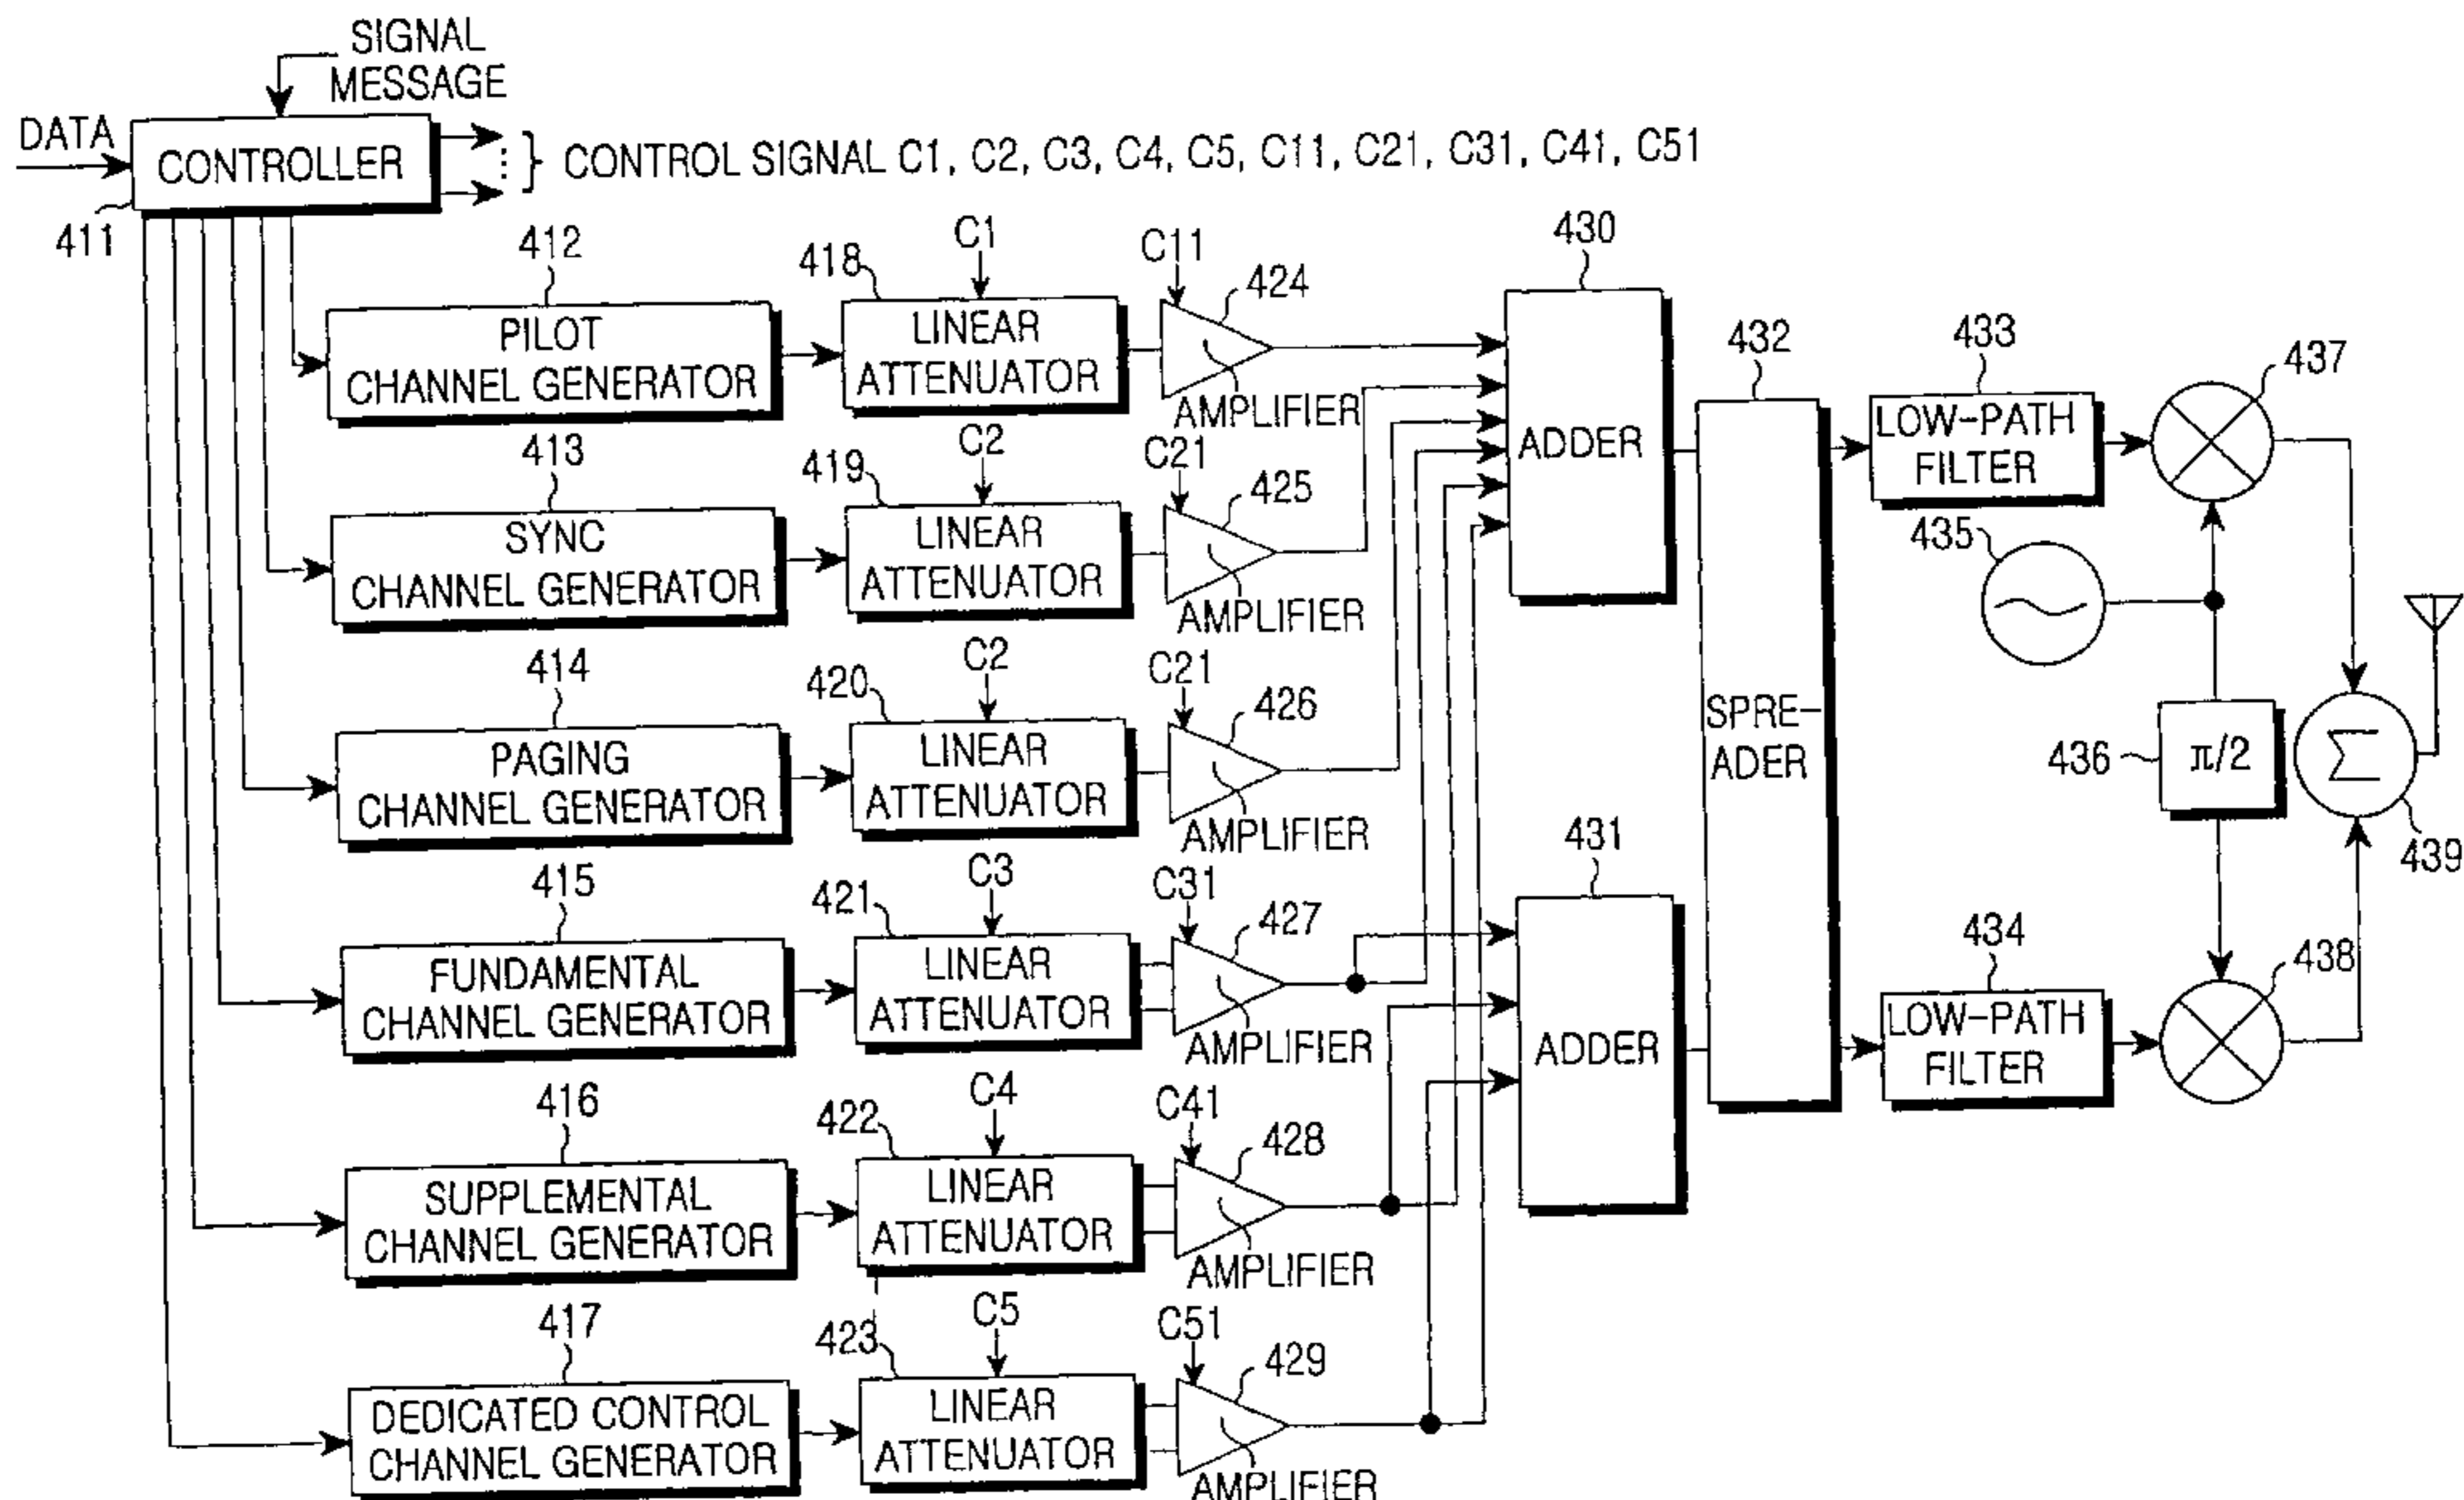 SIGNAL
MESSAGE
DATA
CONTROLLER
CONTROL SIGNAL C1, C2, C3, C4, C5, C11, C21, C31, C41, C51
411
412
PILOT
CHANNEL GENERATOR
418
C1
LINEAR
ATTENUATOR
C11
424
AMPLIFIER
413
SYNC
CHANNEL GENERATOR
419
C2
LINEAR
ATTENUATOR
C21
425
AMPLIFIER
414
PAGING
CHANNEL GENERATOR
420
C2
LINEAR
ATTENUATOR
C21
426
AMPLIFIER
415
FUNDAMENTAL
CHANNEL GENERATOR
421
C3
LINEAR
ATTENUATOR
C31
427
AMPLIFIER
416
SUPPLEMENTAL
CHANNEL GENERATOR
422
C4
LINEAR
ATTENUATOR
C41
428
AMPLIFIER
417
DEDICATED CONTROL
CHANNEL GENERATOR
423
C5
LINEAR
ATTENUATOR
C51
429
AMPLIFIER
430
ADDER
431
ADDER
432
SPRE-
ADER
433
LOW-PATH
FILTER
437
435
436
π/2
Σ
439
434
LOW-PATH
FILTER
438